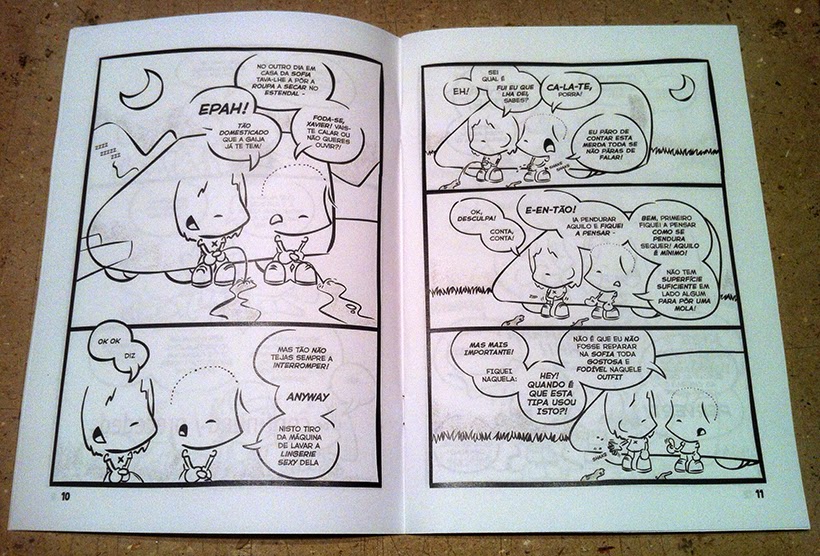 NO OUTRO DIA EM
CASA DA SOFIA
TAVA-LHE A PÔR A
ROUPA A SECAR NO
ESTENDAL -
EPAH!
TÃO
DOMESTICADO
QUE A GAIJA
JÁ TE TEM!
FODA-SE,
XAVIER! VAIS-
TE CALAR OU
NÃO QUERES
OUVIR?!
ZZZZ
ZZZZ
OK OK
DIZ
MAS TÃO NÃO
TEJAS SEMPRE A
INTERROMPER!
ANYWAY
NISTO TIRO
DA MÁQUINA
DE LAVAR A
LINGERIE
SEXY DELA
10
EH!
SEI
QUAL É
FUI EU QUE
LHA DEI,
SABES?
CA-LA-TE,
PORRA!
EU PÁRO DE
CONTAR ESTA
MERDA TODA SE
NÃO PÁRAS DE
FALAR!
OK,
DESCULPA!
CONTA,
CONTA!
E-EN-TÃO!
IA PENDURAR
AQUILO E FIQUEI
A PENSAR -
BEM, PRIMEIRO
FIQUEI A PENSAR
COMO SE
PENDURA
SEQUER! AQUILO
É MÍNIMO!
NÃO TEM
SUPERFÍCIE
SUFICIENTE EM
LADO ALGUM
PARA PÔR UMA
MOLA!
ZIP
MAS MAIS
IMPORTANTE!
FIQUEI
NAQUELA:
HEY!
QUANDO É
QUE ESTA
TIPA USOU
ISTO?!
NÃO É QUE EU NÃO
FOSSE REPARAR
NA SOFIA TODA
GOSTOSA E
FODÍVEL NAQUELE
OUTFIT
11